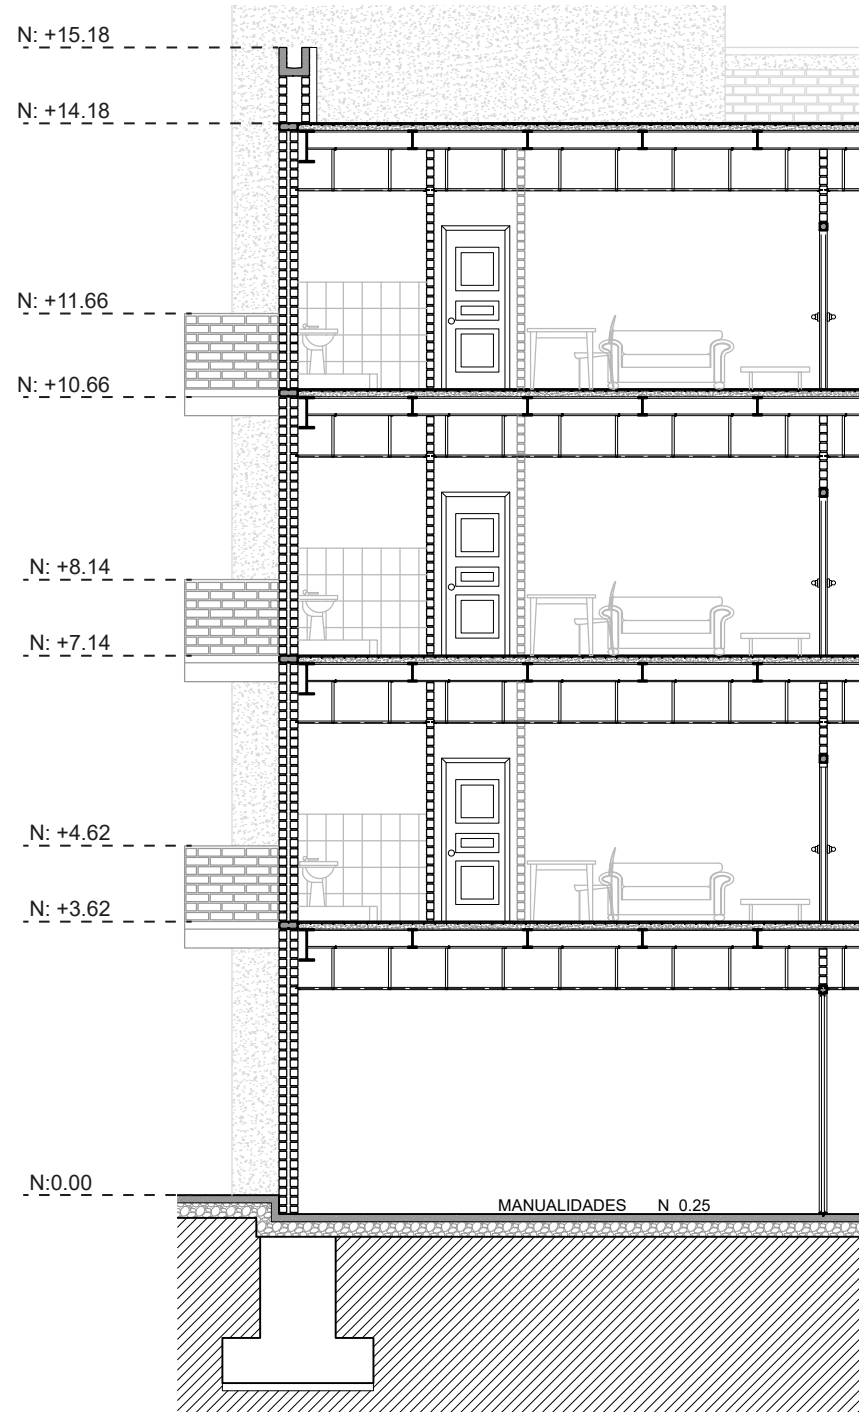 N: +15.18
N: +14.18
N: +11.66
N: +10.66
N: +8.14
N: +7.14
N: +4.62
N: +3.62
N:0.00
MANUALIDADES N 0.25